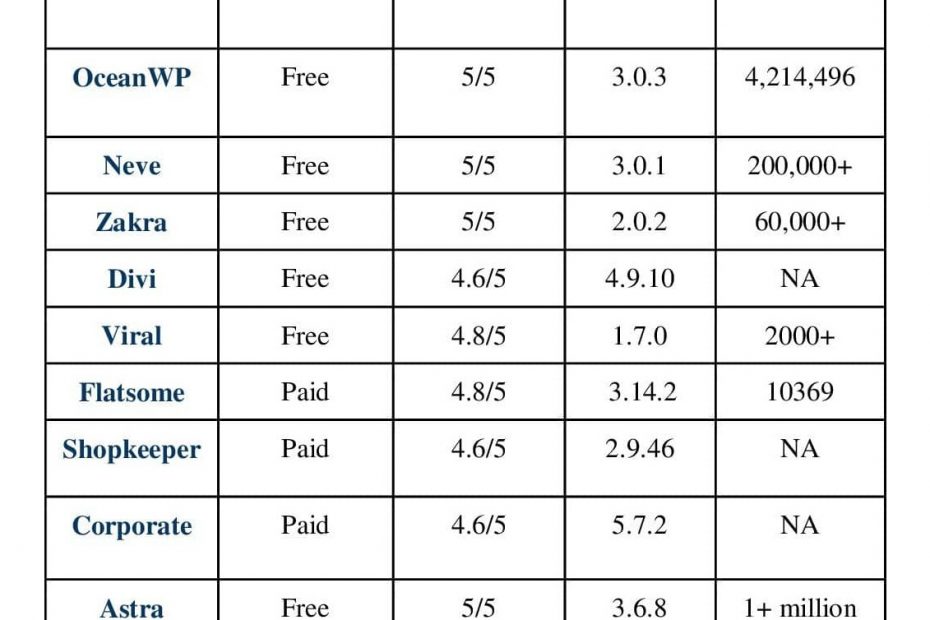 OceanWP Free 5/5 3.0.3 4,214,496
Neve Free 5/5 3.0.1 200,000+
Zakra Free 5/5 2.0.2 60,000+
Divi Free 4.6/5 4.9.10 NA
Viral Free 4.8/5 1.7.0 2000+
Flatsome Paid 4.8/5 3.14.2 10369
Shopkeeper Paid 4.6/5 2.9.46 NA
Corporate Paid 4.6/5 5.7.2 NA
Astra Free 5/5 3.6.8 1+ million